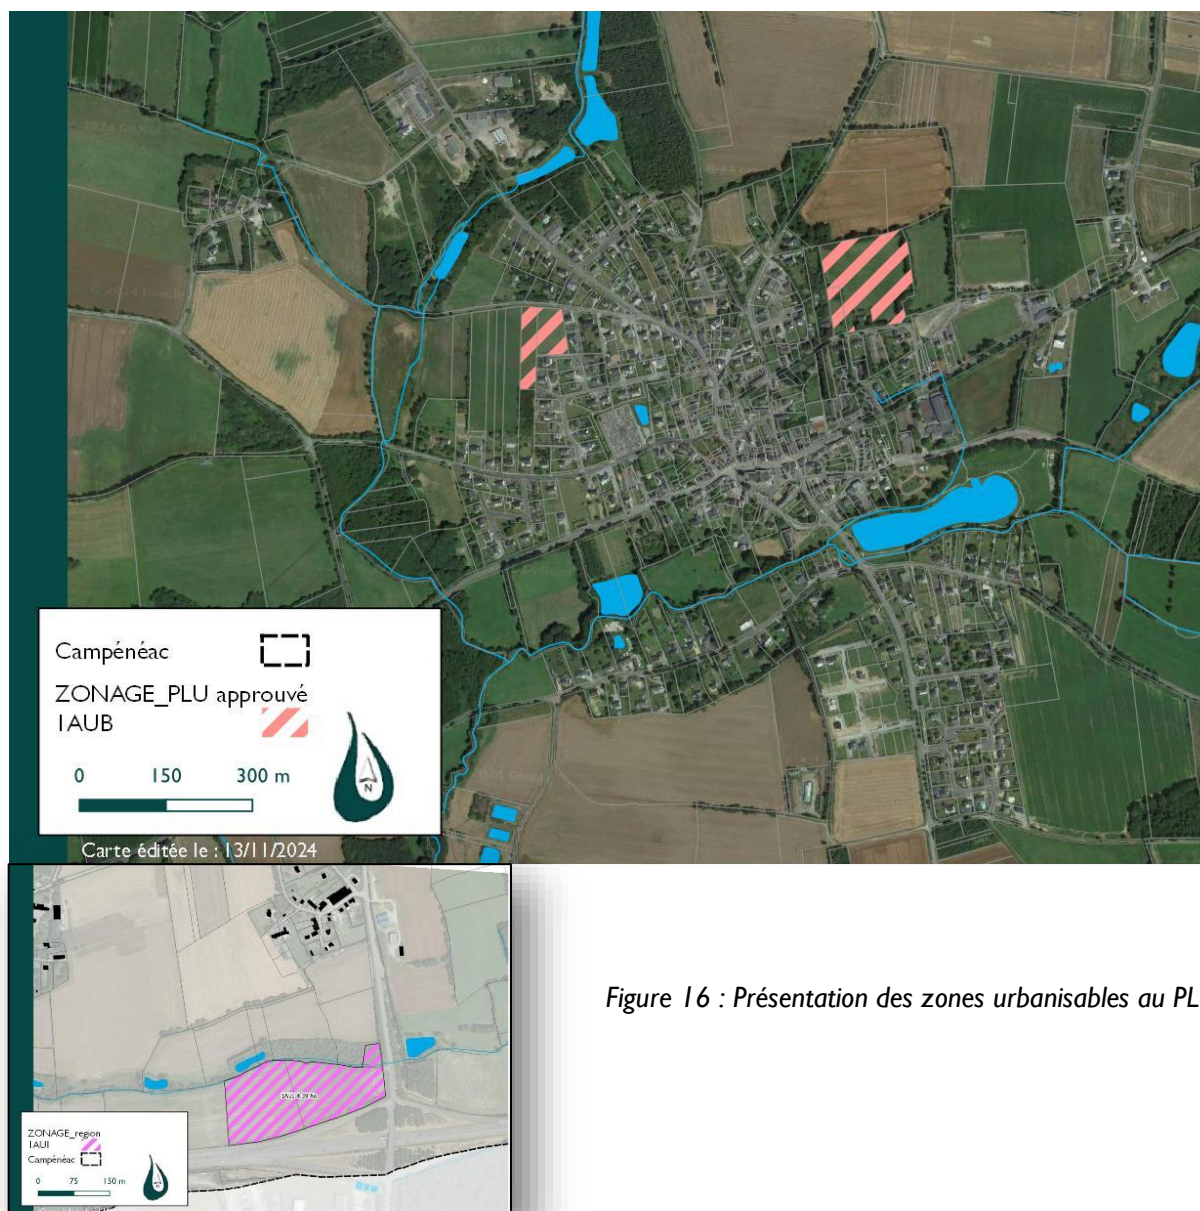 Campénéac
ZONAGE_PLU approuvé
1AUB
0 150 300 m
N
Carte éditée le : 13/11/2024
Figure 16 : Présentation des zones urbanisables au PL
ZONAGE_region
1AUI
Campénéac
0 75 150 m
N